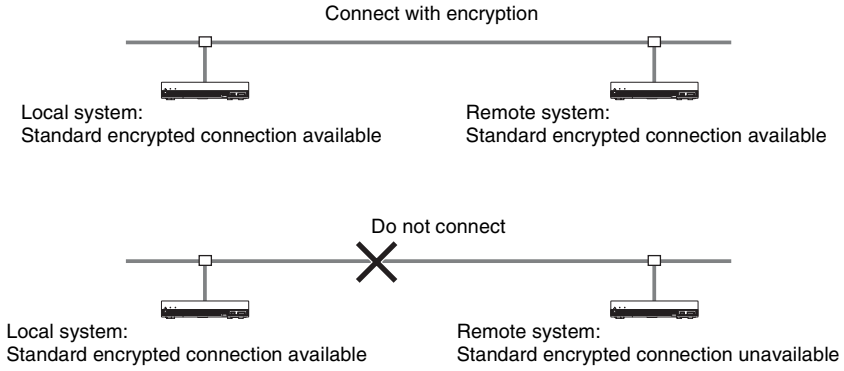 Connect with encryption
Local system:
Standard encrypted connection available
Remote system:
Standard encrypted connection available
Do not connect
Local system:
Standard encrypted connection available
Remote system:
Standard encrypted connection unavailable